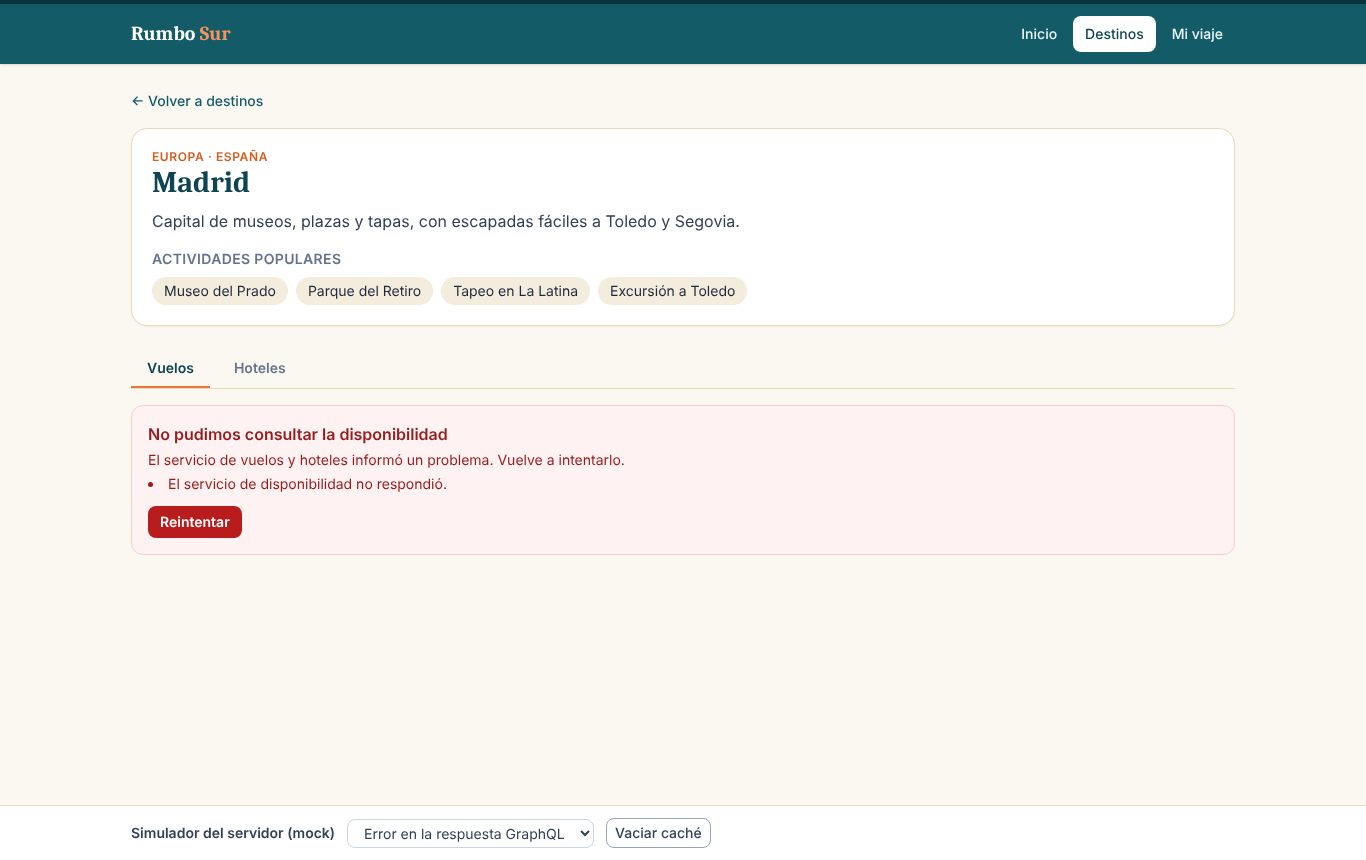 Rumbo Sur
Inicio
Destinos
Mi viaje
← Volver a destinos
EUROPA · ESPAÑA
Madrid
Capital de museos, plazas y tapas, con escapadas fáciles a Toledo y Segovia.
ACTIVIDADES POPULARES
Museo del Prado
Parque del Retiro
Tapeo en La Latina
Excursión a Toledo
Vuelos
Hoteles
No pudimos consultar la disponibilidad
El servicio de vuelos y hoteles informó un problema. Vuelve a intentarlo.
• El servicio de disponibilidad no respondió.
Reintentar
Simulador del servidor (mock)
Error en la respuesta GraphQL
Vaciar caché